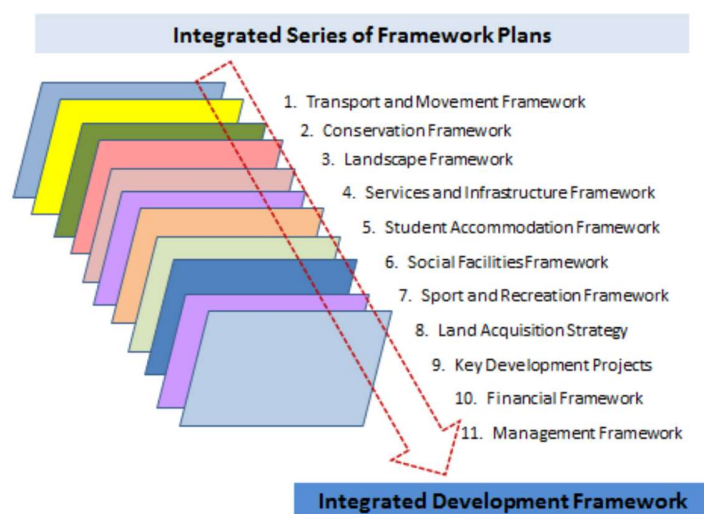 Integrated Series of Framework Plans
1. Transport and Movement Framework
2. Conservation Framework
3. Landscape Framework
4. Services and Infrastructure Framework
5. Student Accommodation Framework
6. Social Facilities Framework
7. Sport and Recreation Framework
8. Land Acquisition Strategy
9. Key Development Projects
10. Financial Framework
11. Management Framework
Integrated Development Framework